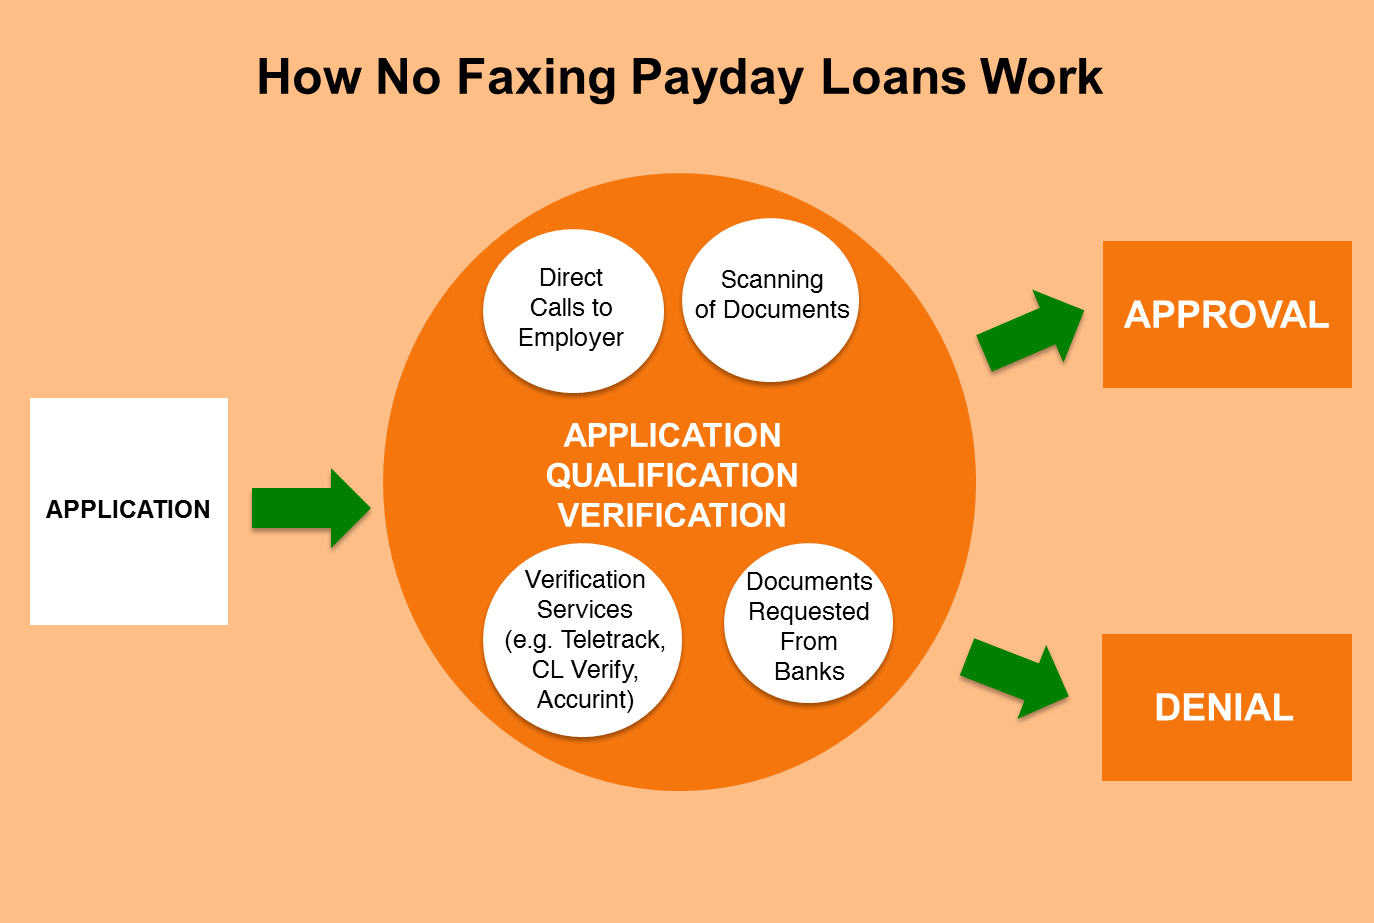 How No Faxing Payday Loans Work
Direct
Calls to
Employer
Scanning
of Documents
APPROVAL
APPLICATION
APPLICATION
QUALIFICATION
VERIFICATION
Verification
Services
(e.g. Teletrack,
CL Verify,
Accurint)
Documents
Requested
From
Banks
DENIAL